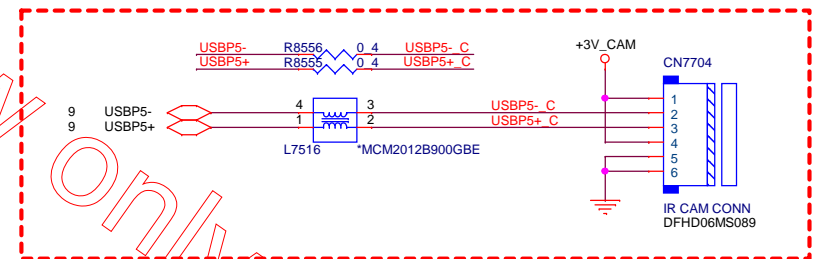 USBP5- R8556 0_4 USBP5-_C
USBP5+ R8555 0_4 USBP5+_C
+3V_CAM
CN7704
9 USBP5- 4 3 USBP5-_C
9 USBP5+ 1 2 USBP5+_C
L7516 *MCM2012B900GBE
1
2
3
4
5
6
IR CAM CONN
DFHD06MS089
only